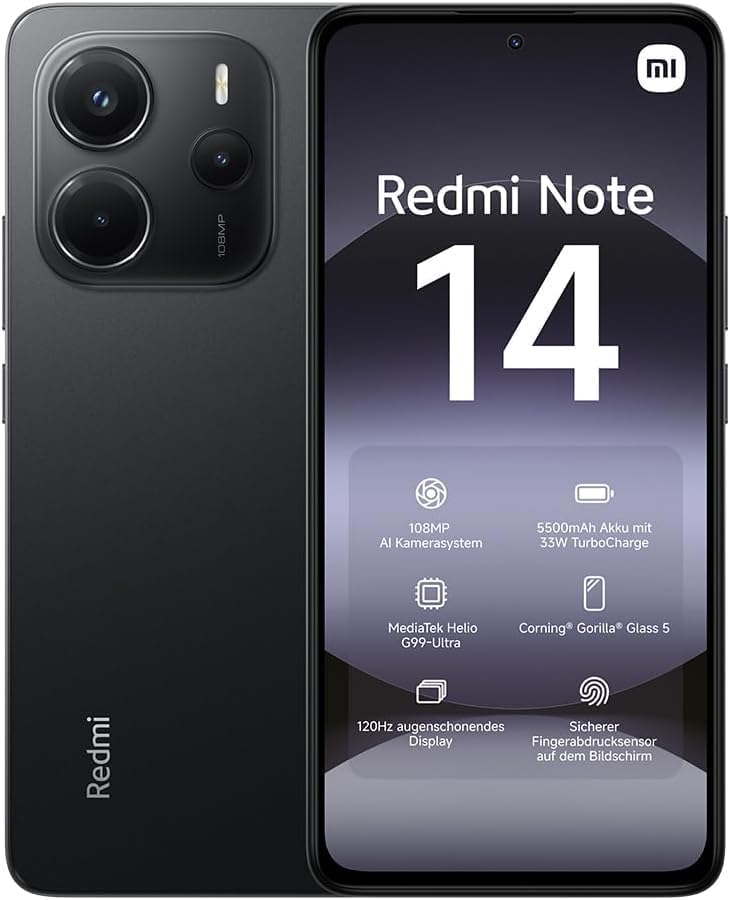 108MP
Redmi
mi
Redmi Note
14
108MP
AI Kamerasystem
5500mAh Akku mit
33W TurboCharge
MediaTek Helio
G99-Ultra
Corning® Gorilla® Glass 5
120Hz augenschonendes
Display
Sicherer
Fingerabdrucksensor
auf dem Bildschirm